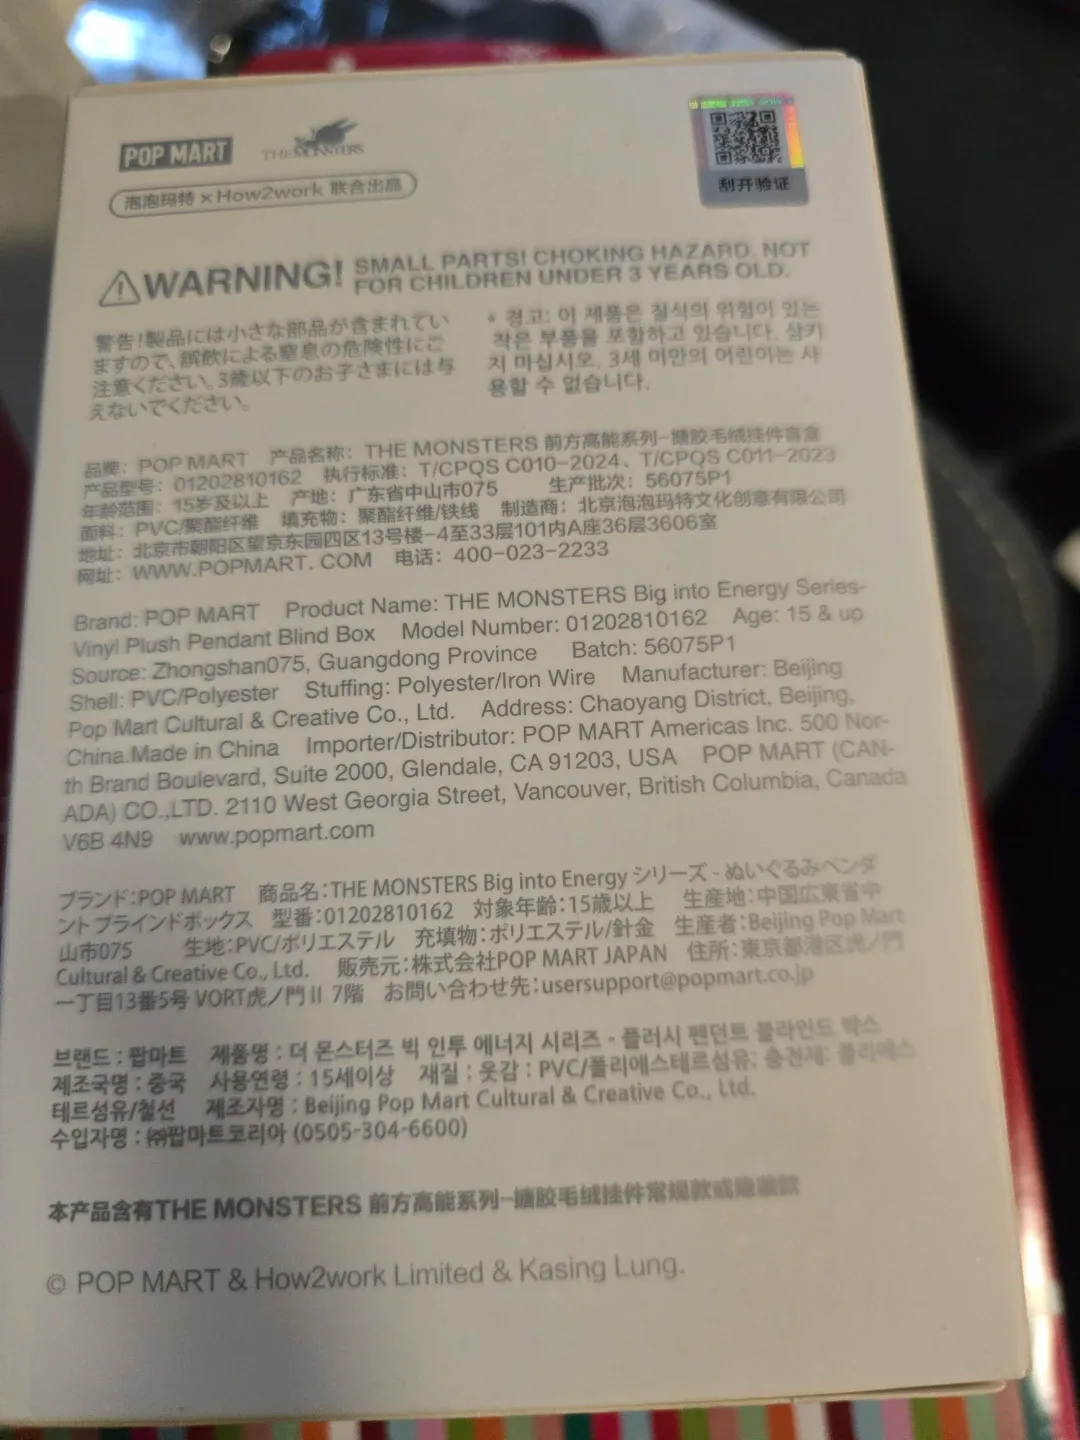 POP MART THE MONSTERS
泡泡玛特 × How2work 联合出品
刮开验证
WARNING! SMALL PARTS! CHOKING HAZARD. NOT
FOR CHILDREN UNDER 3 YEARS OLD.
警告!製品には小さな部品が含まれてい
ますので、誤飲による窒息の危険性にご
注意ください。3歳以下のお子さまには与
えないでください。
* 경고: 이 제품은 질식의 위험이 있는
작은 부품을 포함하고 있습니다. 삼키
지 마십시오. 3세 미만의 어린이는 사
용할 수 없습니다.
品牌: POP MART 产品名称: THE MONSTERS 前方高能系列-搪胶毛绒挂件盲盒
产品型号: 01202810162 执行标准: T/CPQS C010-2024、T/CPQS C011-2023
年龄范围: 15岁及以上 产地: 广东省中山市075 生产批次: 56075P1
面料: PVC/聚酯纤维 填充物: 聚酯纤维/铁线 制造商: 北京泡泡玛特文化创意有限公司
地址: 北京市朝阳区望京东园四区13号楼-4至33层101内A座36层3606室
网址: WWW.POPMART.COM 电话: 400-023-2233
Brand: POP MART Product Name: THE MONSTERS Big into Energy Series-
Vinyl Plush Pendant Blind Box Model Number: 01202810162 Age: 15 & up
Source: Zhongshan075, Guangdong Province Batch: 56075P1
Shell: PVC/Polyester Stuffing: Polyester/Iron Wire Manufacturer: Beijing
Pop Mart Cultural & Creative Co., Ltd. Address: Chaoyang District, Beijing,
China.Made in China Importer/Distributor: POP MART Americas Inc. 500 Nor-
th Brand Boulevard, Suite 2000, Glendale, CA 91203, USA POP MART (CAN-
ADA) CO.,LTD. 2110 West Georgia Street, Vancouver, British Columbia, Canada
V6B 4N9 www.popmart.com
ブランド:POP MART 商品名:THE MONSTERS Big into Energy シリーズ - ぬいぐるみペンダ
ント ブラインドボックス 型番:01202810162 対象年齢:15歳以上 生産地:中国広東省中
山市075 生地:PVC/ポリエステル 充填物:ポリエステル/針金 生産者:Beijing Pop Mart
Cultural & Creative Co., Ltd. 販売元:株式会社POP MART JAPAN 住所:東京都港区虎ノ門
一丁目13番5号 VORT虎ノ門Ⅱ 7階 お問い合わせ先:usersupport@popmart.co.jp
브랜드 : 팝마트 제품명 : 더 몬스터즈 빅 인투 에너지 시리즈 - 플러시 펜던트 블라인드 박스
제조국명 : 중국 사용연령 : 15세이상 재질 : 옷감 : PVC/폴리에스테르섬유; 충전재: 폴리에스
테르섬유/철선 제조자명 : Beijing Pop Mart Cultural & Creative Co., Ltd.
수입자명 : ㈜팝마트코리아 (0505-304-6600)
本产品含有THE MONSTERS 前方高能系列-搪胶毛绒挂件常规款或隐藏款
© POP MART & How2work Limited & Kasing Lung.